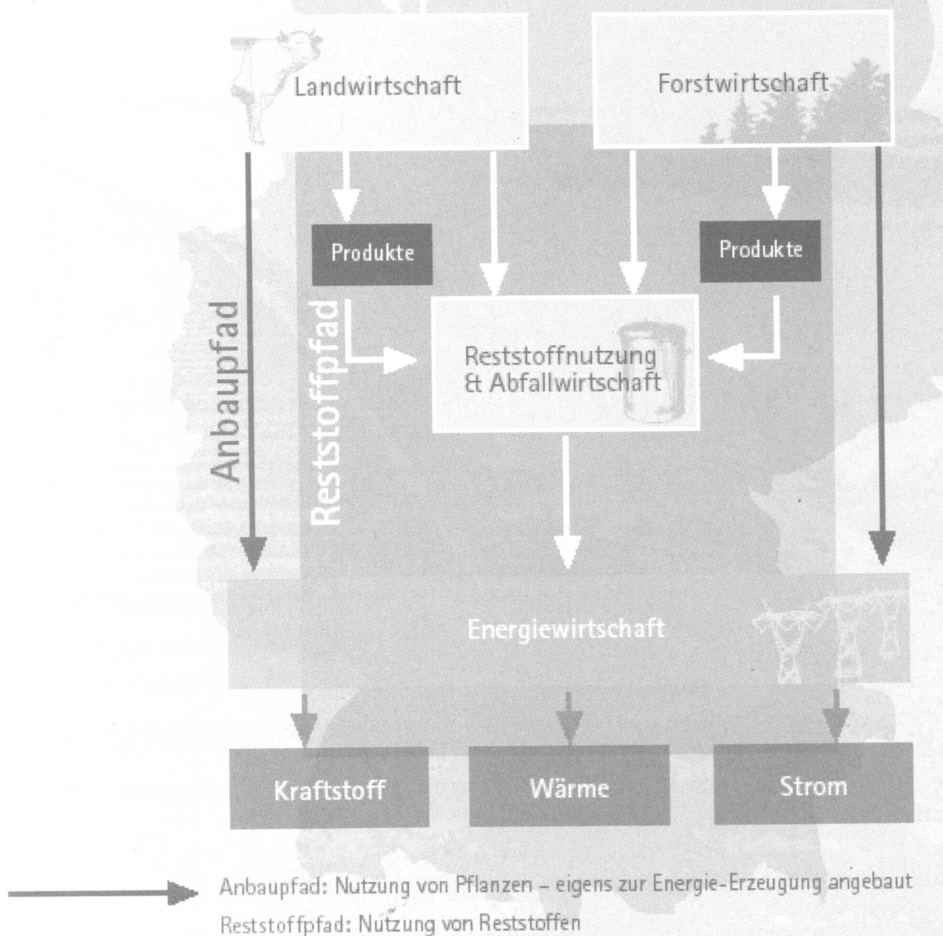 Landwirtschaft
Forstwirtschaft
Produkte
Produkte
Anbaupfad
Reststoffpfad
Reststoffnutzung
& Abfallwirtschaft
Energiewirtschaft
Kraftstoff
Wärme
Strom
Anbaupfad: Nutzung von Pflanzen – eigens zur Energie-Erzeugung angebaut
Reststoffpfad: Nutzung von Reststoffen